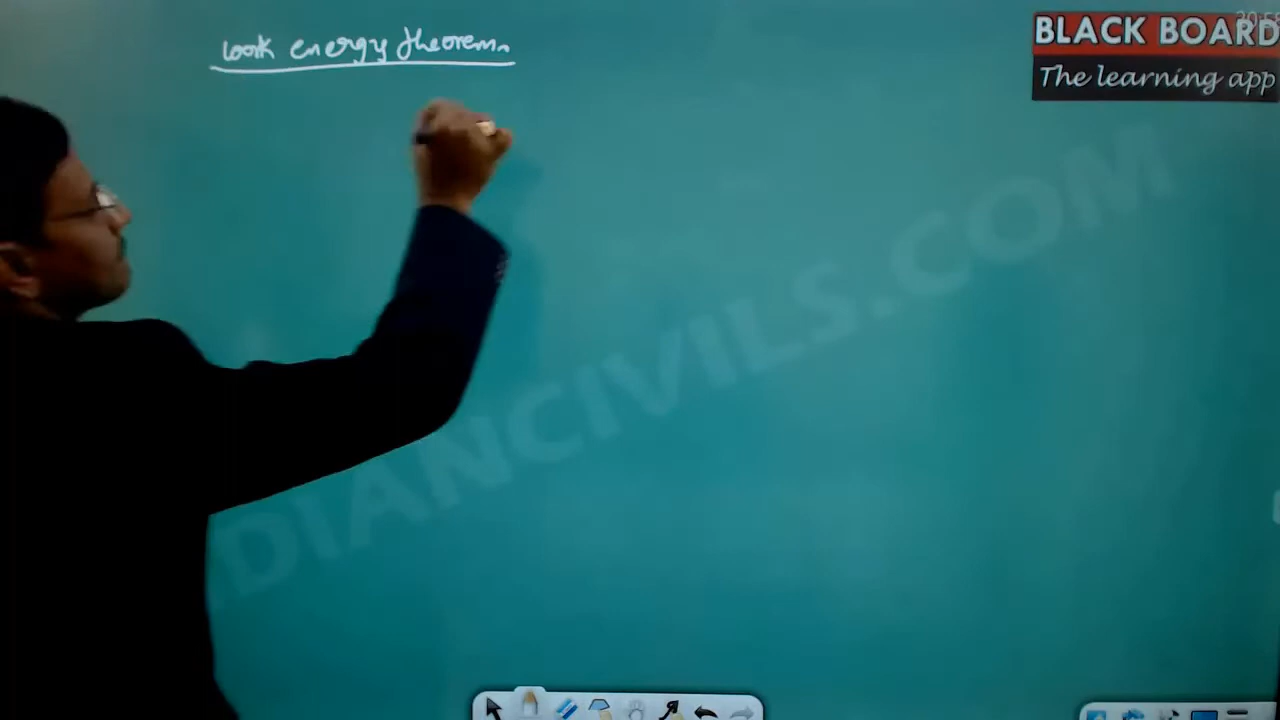 work energy theorem
BLACK BOARD
The learning app
DIANCIVILS.COM